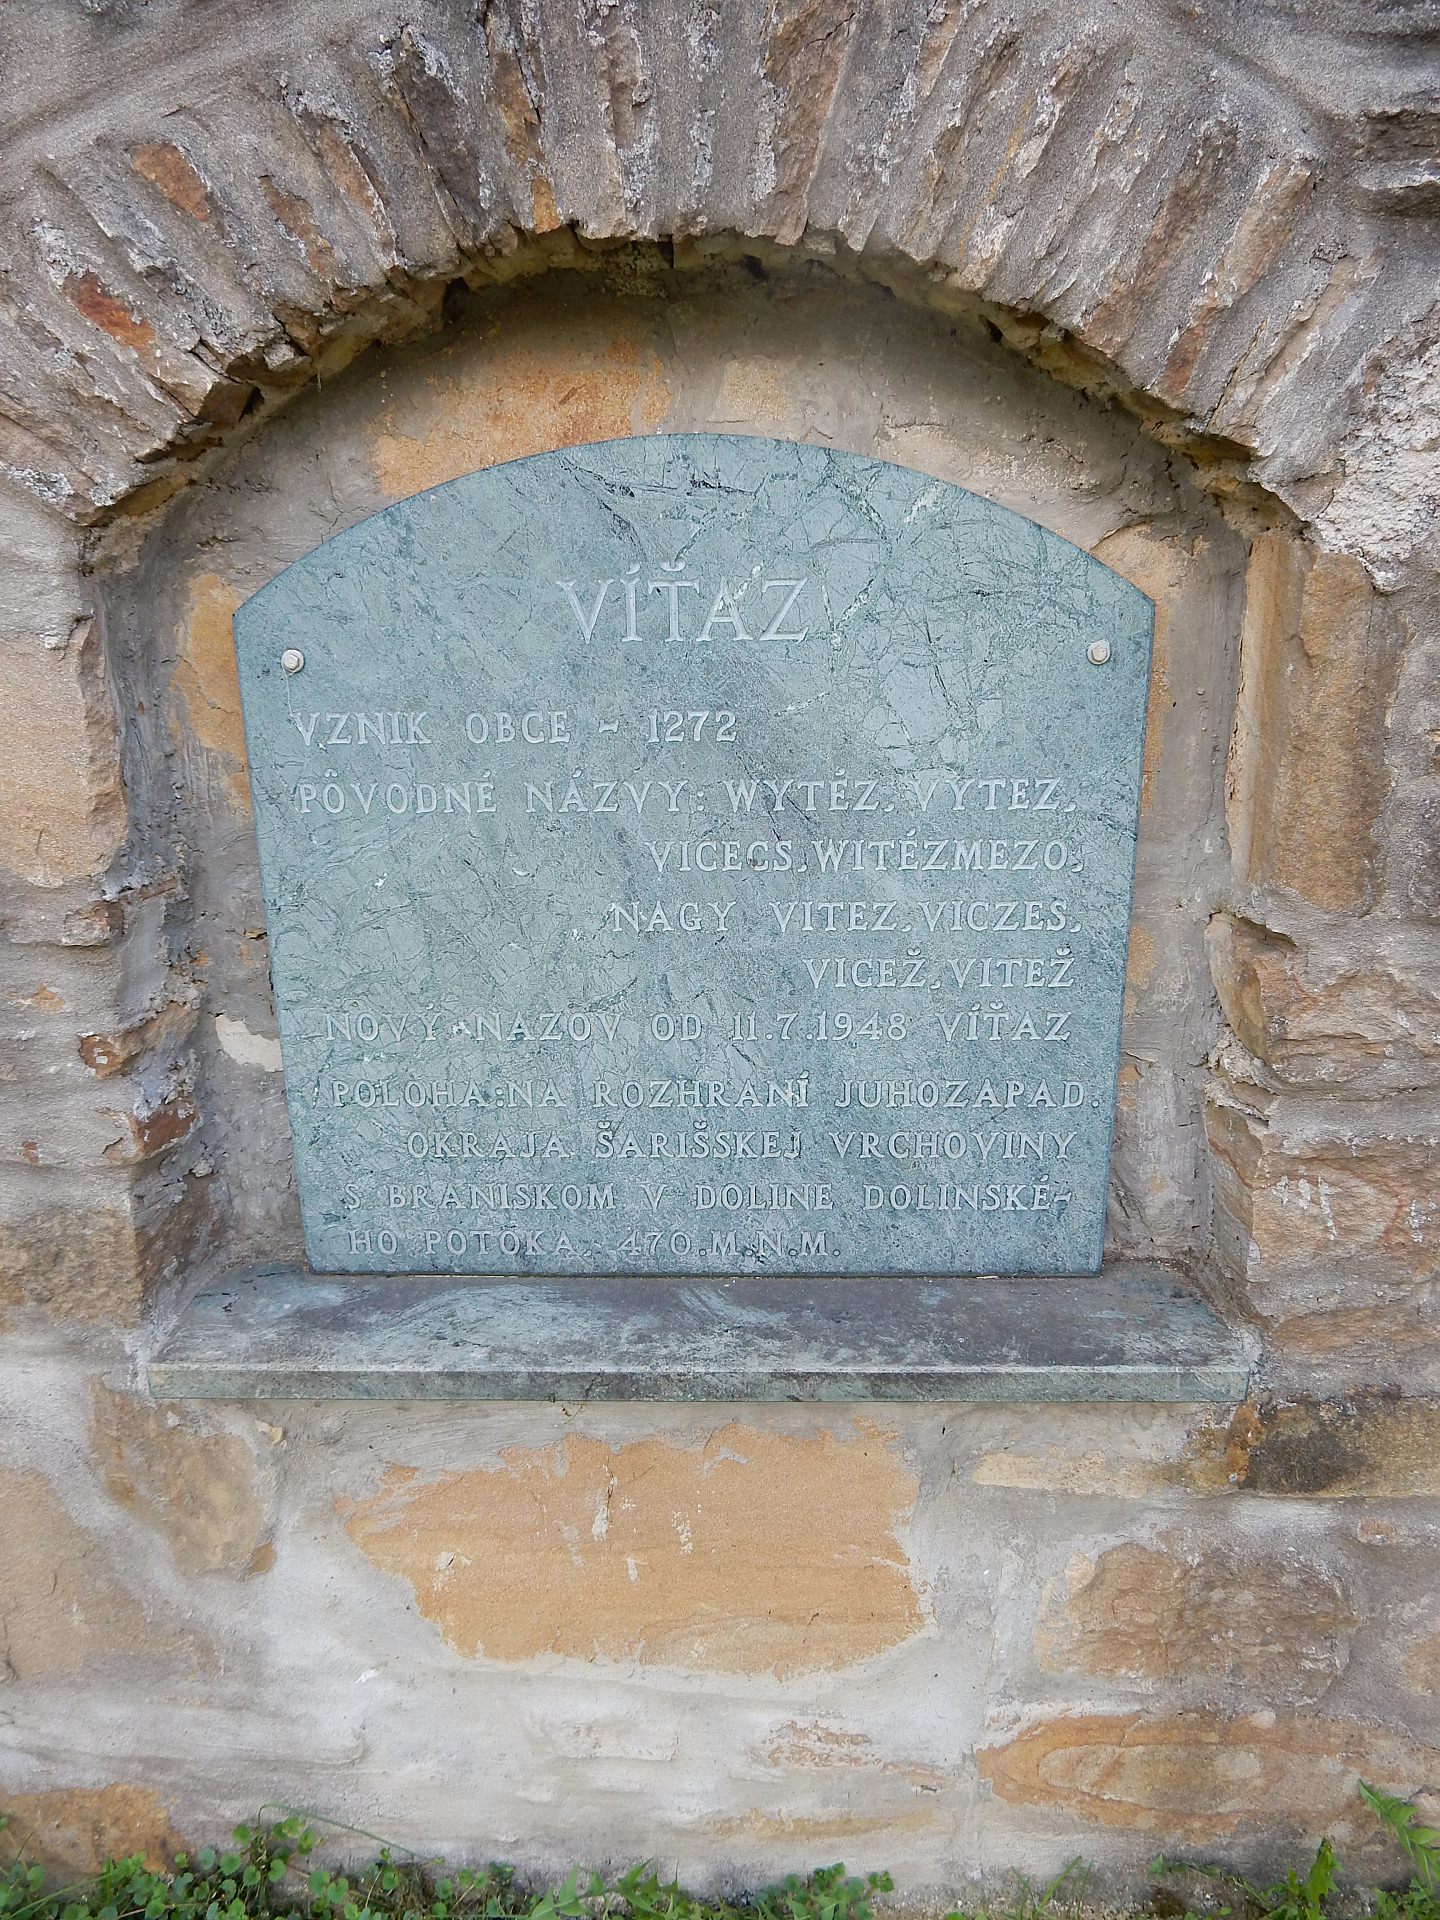 VÍŤAZ
VZNIK OBCE - 1272
PÔVODNÉ NÁZVY: WYTÉZ, VYTEZ,
VICECS, WITÉZMEZO,
NAGY VITEZ, VICZES,
VICEŽ, VITEŽ
NOVÝ NÁZOV OD 11.7.1948 VÍŤAZ
POLOHA: NA ROZHRANÍ JUHOZAPAD.
OKRAJA ŠARIŠSKEJ VRCHOVINY
S BRANISKOM V DOLINE DOLINSKÉ-
HO POTOKA, 470.M.N.M.